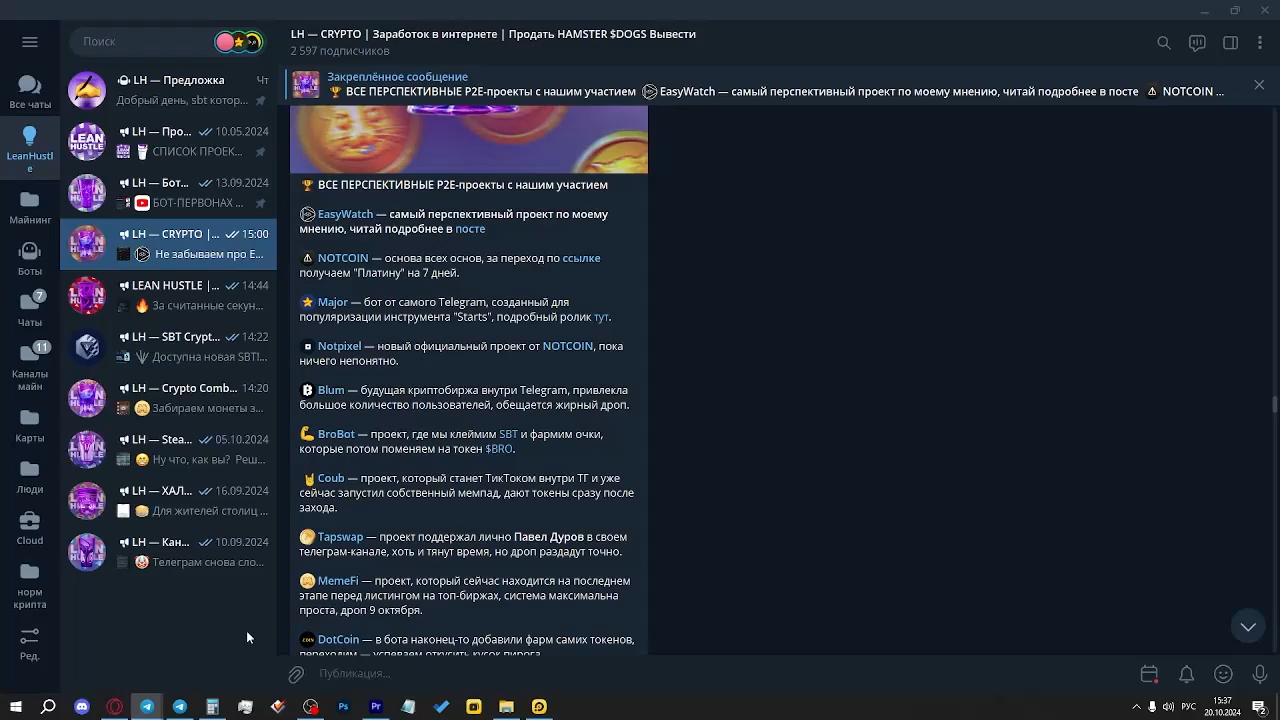 Поиск
LH — CRYPTO | Заработок в интернете | Продать HAMSTER $DOGS Вывести
2 597 подписчиков
Закреплённое сообщение
ВСЕ ПЕРСПЕКТИВНЫЕ P2E-проекты с нашим участием EasyWatch — самый перспективный проект по моему мнению, читай подробнее в посте NOTCOIN ...
Все чаты
LeanHustl
e
Майнинг
Боты
7
Чаты
11
Каналы
майн
Карты
Люди
Cloud
норм
крипта
Ред.
LH — Предложка Чт
Добрый день, sbt котор...
LEAN
HUSTLE
LH — Про... 10.05.2024
СПИСОК ПРОЕК...
LH — Бот... 13.09.2024
БОТ-ПЕРВОНАХ ...
LH — CRYPTO |... 15:00
Не забываем про E...
LEAN HUSTLE |... 14:44
За считанные секун...
LH — SBT Crypt... 14:22
Доступна новая SBT!...
LH — Crypto Comb... 14:20
Забираем монеты з...
LH — Stea... 05.10.2024
Ну что, как вы? Реш...
LH — ХАЛ... 16.09.2024
Для жителей столиц ...
LH — Кан... 10.09.2024
Телеграм снова сло...
ВСЕ ПЕРСПЕКТИВНЫЕ P2E-проекты с нашим участием
EasyWatch — самый перспективный проект по моему
мнению, читай подробнее в посте
NOTCOIN — основа всех основ, за переход по ссылке
получаем "Платину" на 7 дней.
Major — бот от самого Telegram, созданный для
популяризации инструмента "Starts", подробный ролик тут.
Notpixel — новый официальный проект от NOTCOIN, пока
ничего непонятно.
Blum — будущая криптобиржа внутри Telegram, привлекла
большое количество пользователей, обещается жирный дроп.
BroBot — проект, где мы клеймим SBT и фармим очки,
которые потом поменяем на токен $BRO.
Coub — проект, который станет ТикТоком внутри ТГ и уже
сейчас запустил собственный мемпад, дают токены сразу после
захода.
Tapswap — проект поддержал лично Павел Дуров в своем
телеграм-канале, хоть и тянут время, но дроп раздадут точно.
MemeFi — проект, который сейчас находится на последнем
этапе перед листингом на топ-биржах, система максимальна
проста, дроп 9 октября.
DotCoin — в бота наконец-то добавили фарм самих токенов,
переходим — успеваем откусить кусок пирога.
Публикация...
Ps
Pr
РУС
15:37
20.10.2024